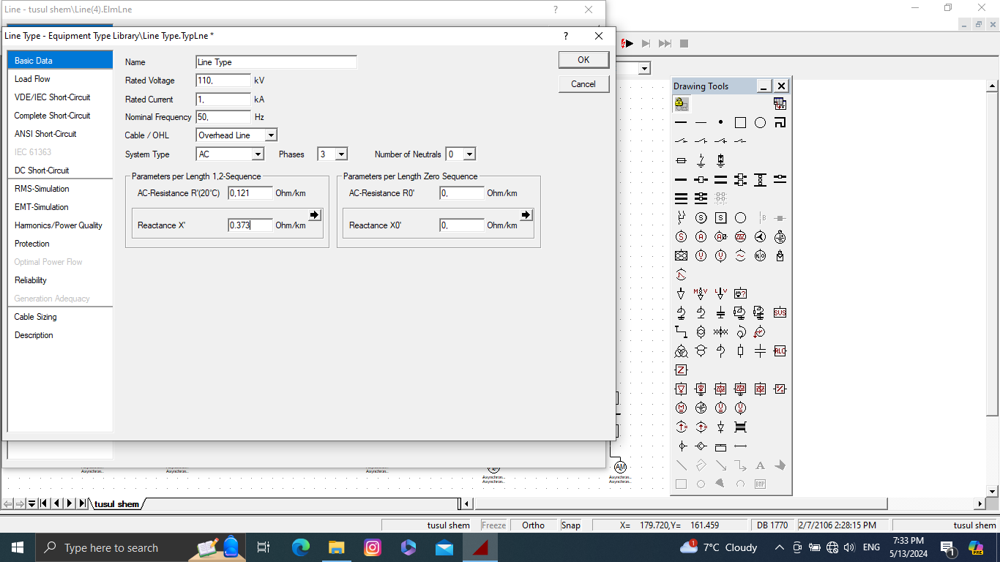 Line - tusul shem\Line(4).ElmLne
?
Line Type - Equipment Type Library\Line Type.TypLne *
?
Basic Data
Load Flow
VDE/IEC Short-Circuit
Complete Short-Circuit
ANSI Short-Circuit
IEC 61363
DC Short-Circuit
RMS-Simulation
EMT-Simulation
Harmonics/Power Quality
Protection
Optimal Power Flow
Reliability
Generation Adequacy
Cable Sizing
Description
Name Line Type
Rated Voltage 110, kV
Rated Current 1, kA
Nominal Frequency 50, Hz
Cable / OHL Overhead Line
System Type AC Phases 3 Number of Neutrals 0
Parameters per Length 1,2-Sequence
AC-Resistance R'(20°C) 0,121 Ohm/km
Reactance X' 0.373 Ohm/km
Parameters per Length Zero Sequence
AC-Resistance R0' 0, Ohm/km
Reactance X0' 0, Ohm/km
OK
Cancel
Drawing Tools
SVS
RLC
BMP
Asynchron...
Asynchron...
Asynchron...
Asynchron...
Asynchron...
AM
Asynchron...
Asynchron...
tusul shem
tusul shem Freeze Ortho Snap X= 179.720,Y= 161.459 DB 1770 2/7/2106 2:28:15 PM tusul shem
Type here to search
1
7°C Cloudy
ENG
7:33 PM
5/13/2024
1
PRE